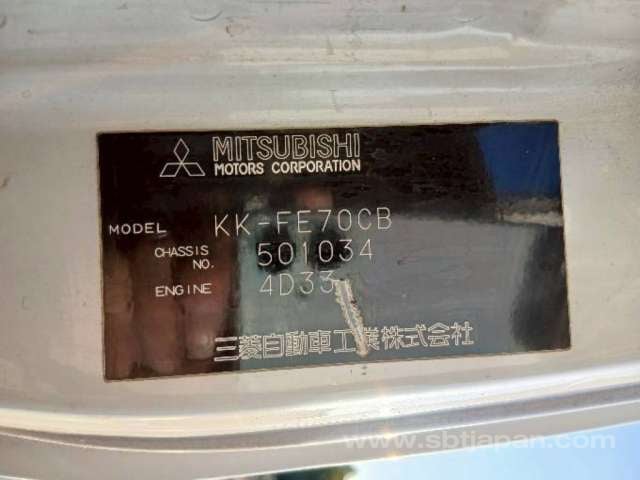 MITSUBISHI
MOTORS CORPORATION
MODEL KK-FE70CB
CHASSIS NO. 501034
ENGINE 4D33
三菱自動車工業株式会社
www.sbtjapan.com